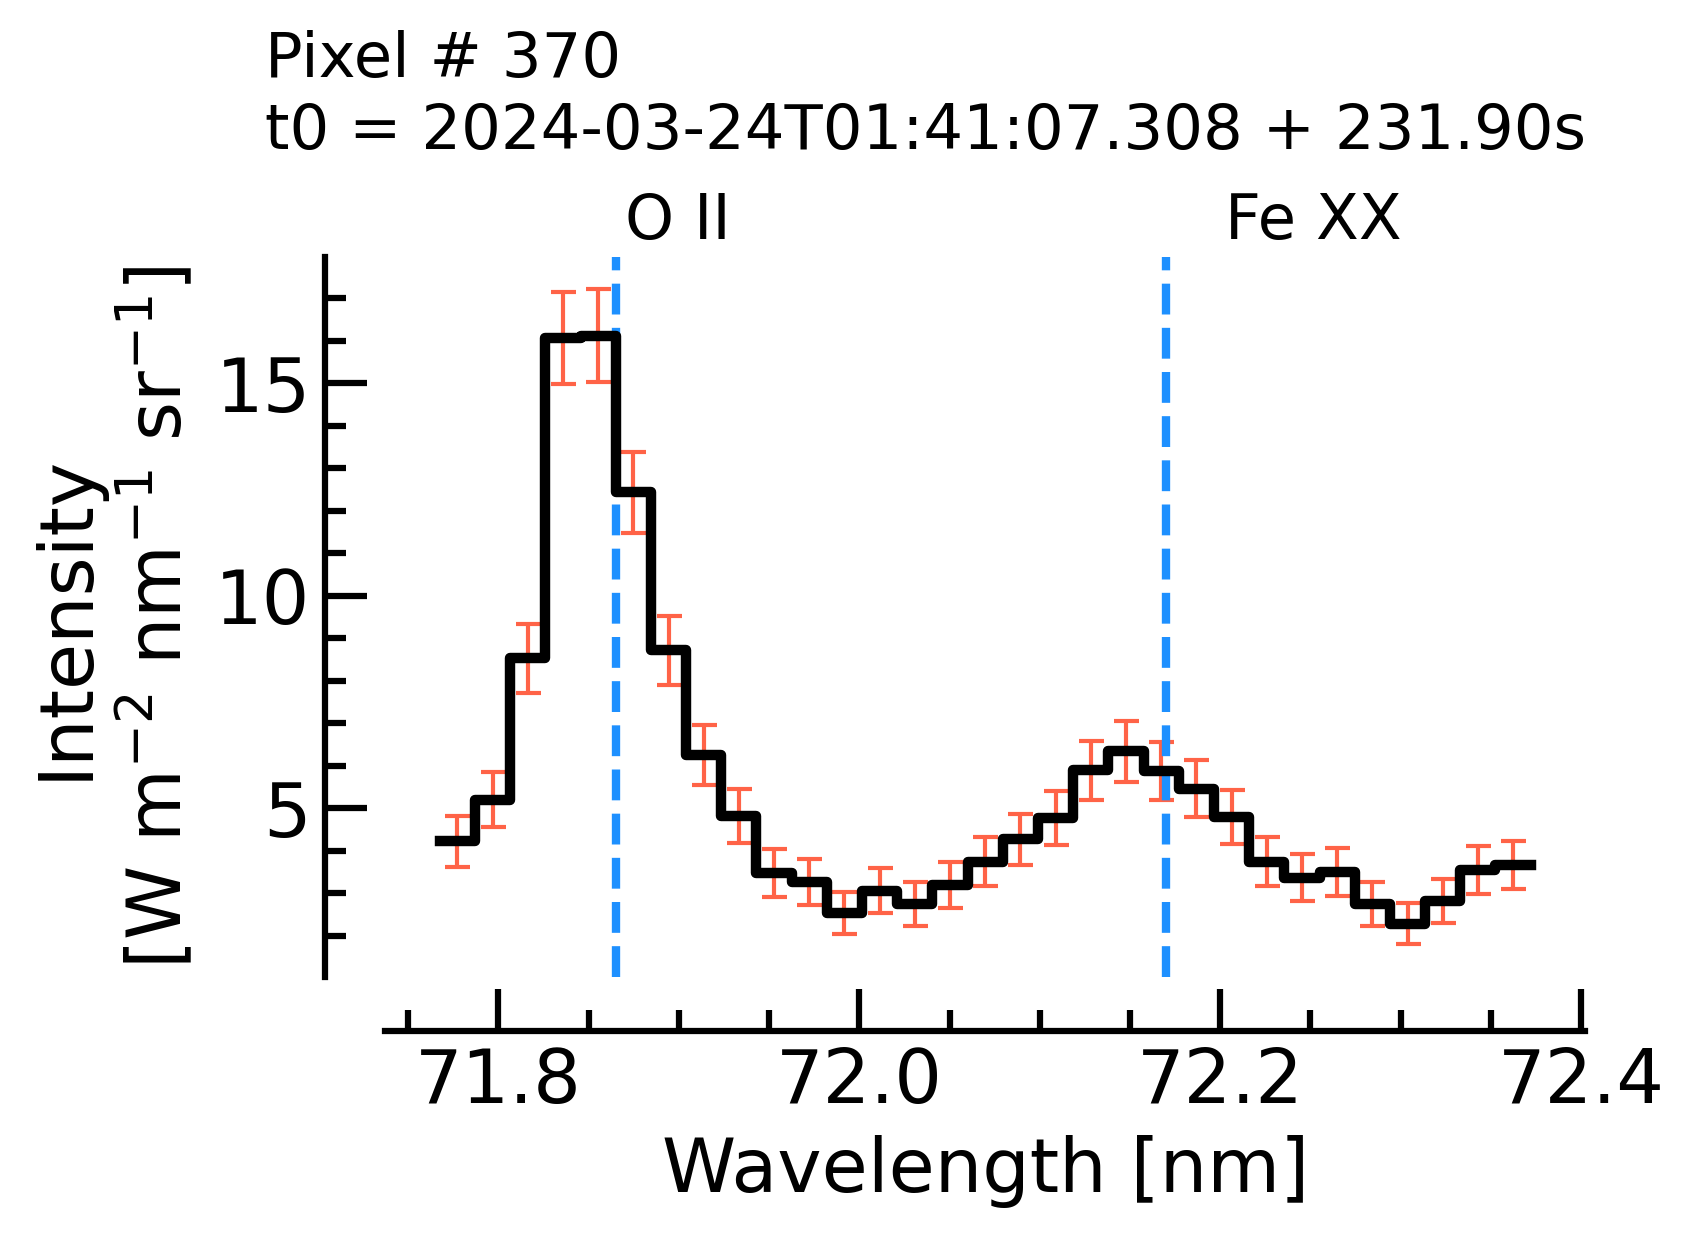 Pixel # 370
t0 = 2024-03-24T01:41:07.308 + 231.90s
O II
Fe XX
Intensity
[W m⁻² nm⁻¹ sr⁻¹]
15
10
5
71.8 72.0 72.2 72.4
Wavelength [nm]